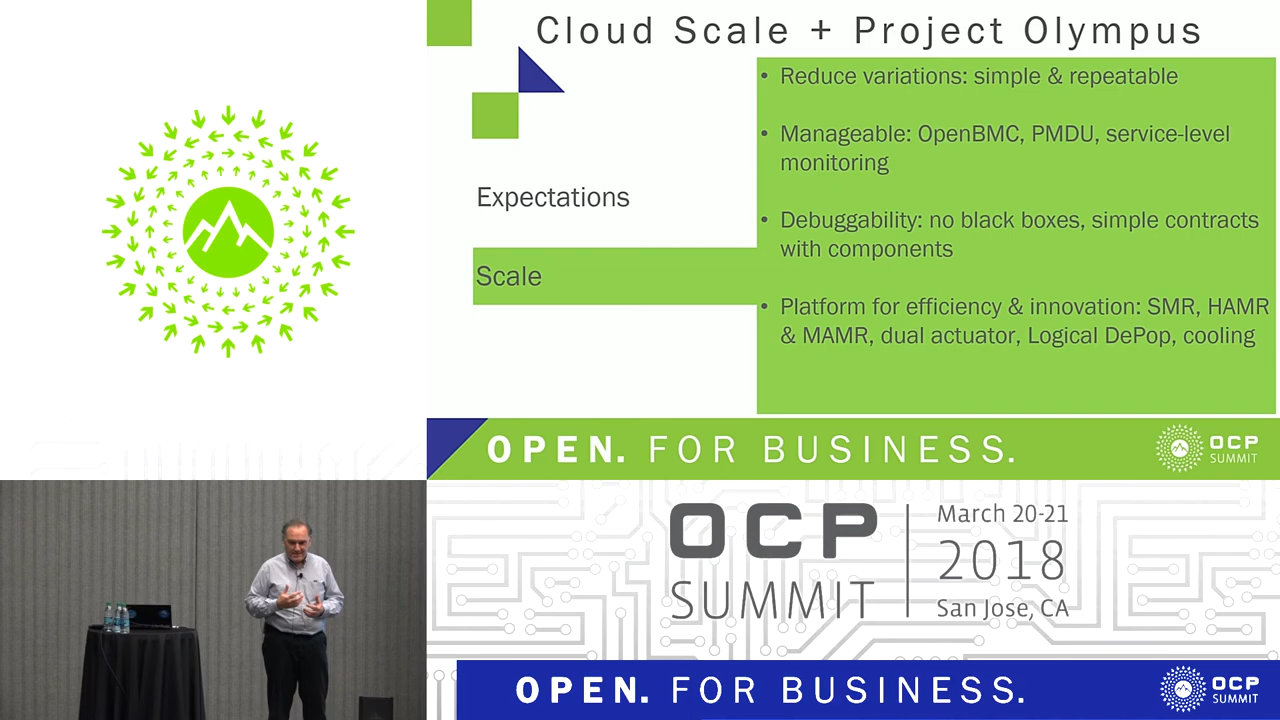 Cloud Scale + Project Olympus
Expectations
Scale
• Reduce variations: simple & repeatable
• Manageable: OpenBMC, PMDU, service-level
monitoring
• Debuggability: no black boxes, simple contracts
with components
• Platform for efficiency & innovation: SMR, HAMR
& MAMR, dual actuator, Logical DePop, cooling
OPEN. FOR BUSINESS.
OCP
SUMMIT
OCP
SUMMIT
March 20-21
2018
San Jose, CA
OPEN. FOR BUSINESS.
OCP
SUMMIT